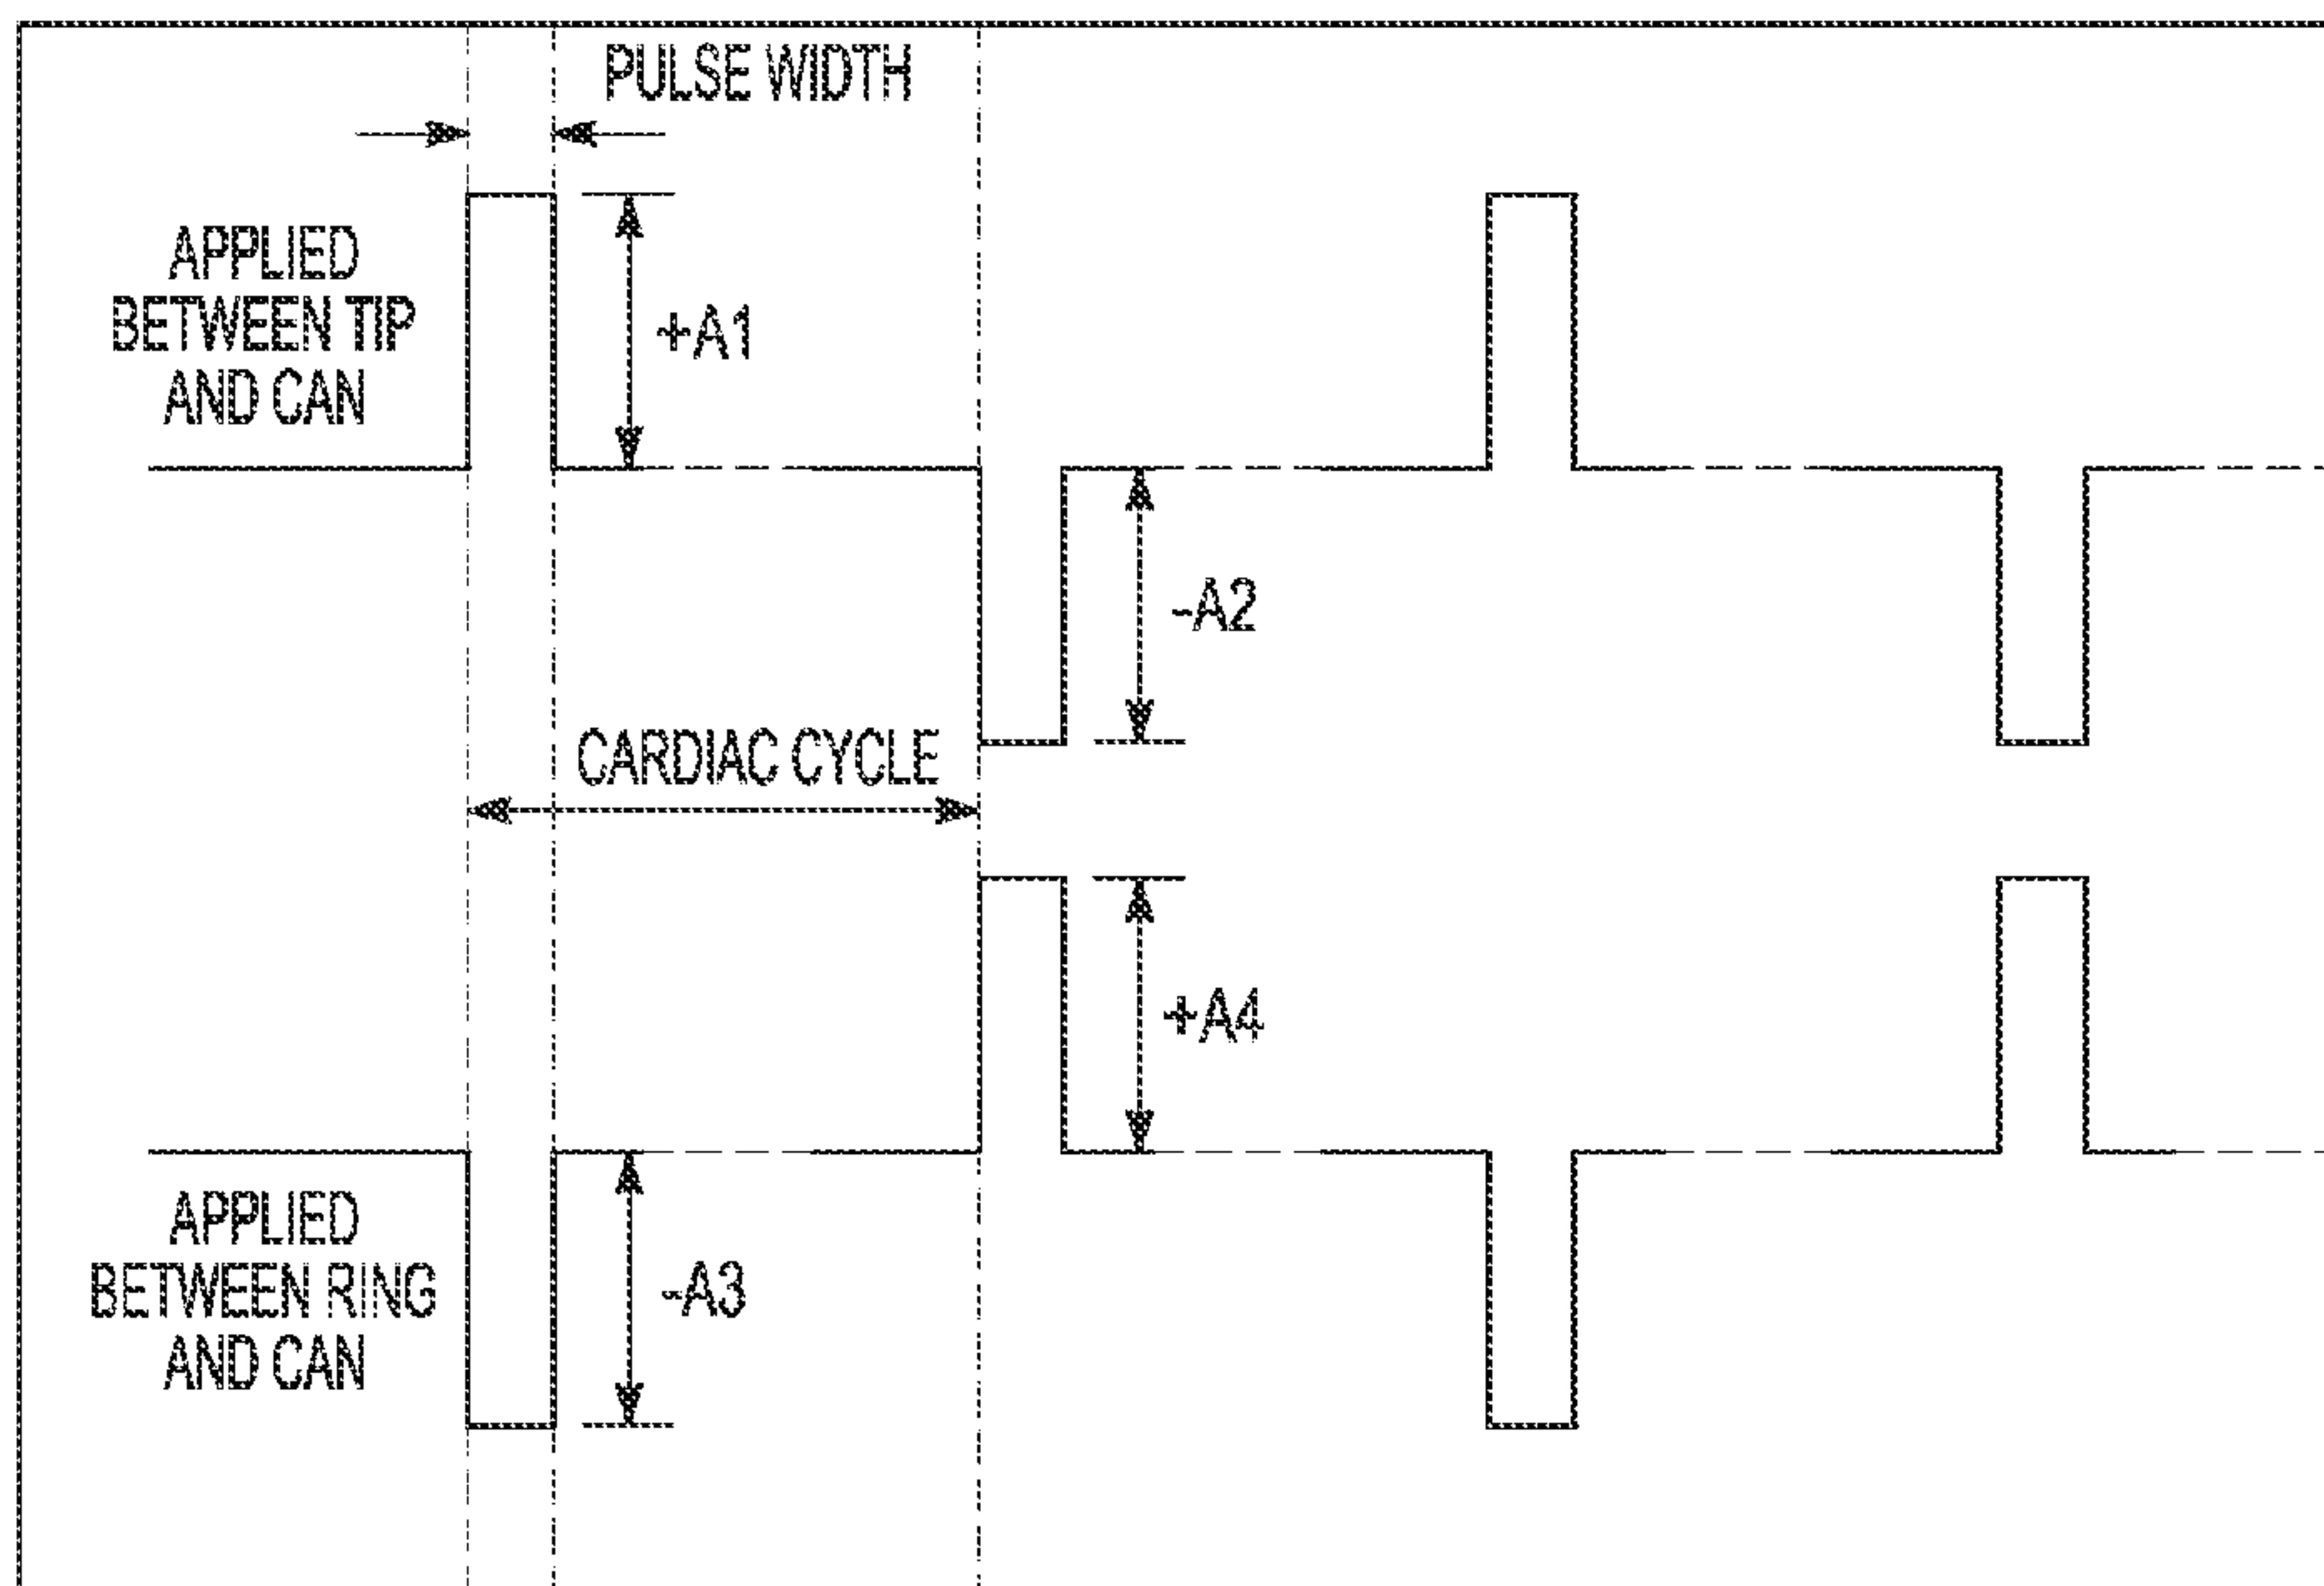 PULSE WIDTH
APPLIED
BETWEEN TIP
AND CAN
+A1
-A2
CARDIAC CYCLE
+A4
APPLIED
BETWEEN RING
AND CAN
-A3